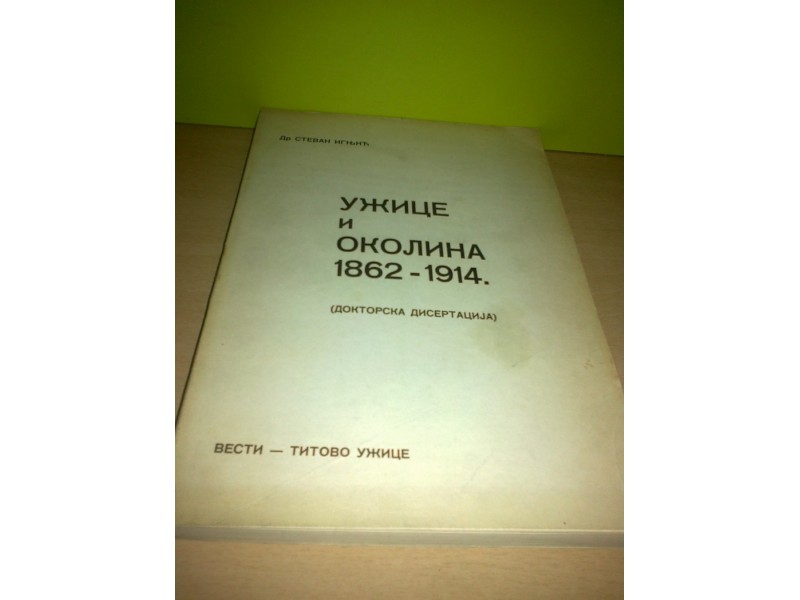 Др СТЕВАН ИГЊИЋ
УЖИЦЕ
и
ОКОЛИНА
1862 - 1914.
(ДОКТОРСКА ДИСЕРТАЦИЈА)
ВЕСТИ — ТИТОВО УЖИЦЕ